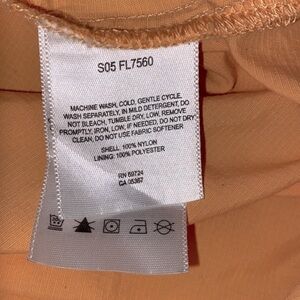 S05 FL7560
MACHINE WASH, COLD, GENTLE CYCLE,
WASH SEPARATELY, IN MILD DETERGENT, DO
NOT BLEACH, TUMBLE DRY, LOW, REMOVE
PROMPTLY, IRON, LOW, IF NEEDED, DO NOT DRY
CLEAN, DO NOT USE FABRIC SOFTENER
SHELL: 100% NYLON
LINING: 100% POLYESTER
RN 69724
CA 05367